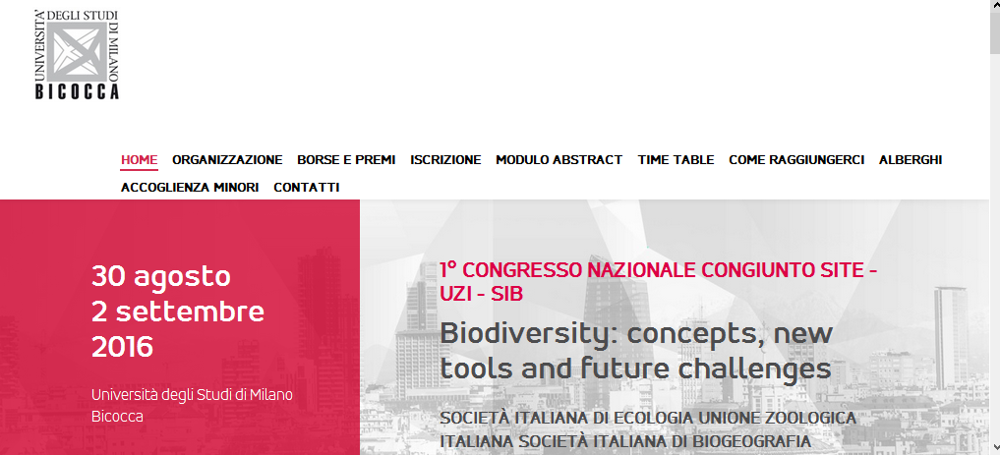 UNIVERSITA' DEGLI STUDI DI MILANO
BICOCCA
HOME ORGANIZZAZIONE BORSE E PREMI ISCRIZIONE MODULO ABSTRACT TIME TABLE COME RAGGIUNGERCI ALBERGHI
ACCOGLIENZA MINORI CONTATTI
30 agosto
2 settembre
2016
Università degli Studi di Milano
Bicocca
1° CONGRESSO NAZIONALE CONGIUNTO SITE -
UZI - SIB
Biodiversity: concepts, new
tools and future challenges
SOCIETÀ ITALIANA DI ECOLOGIA UNIONE ZOOLOGICA
ITALIANA SOCIETÀ ITALIANA DI BIOGEOGRAFIA